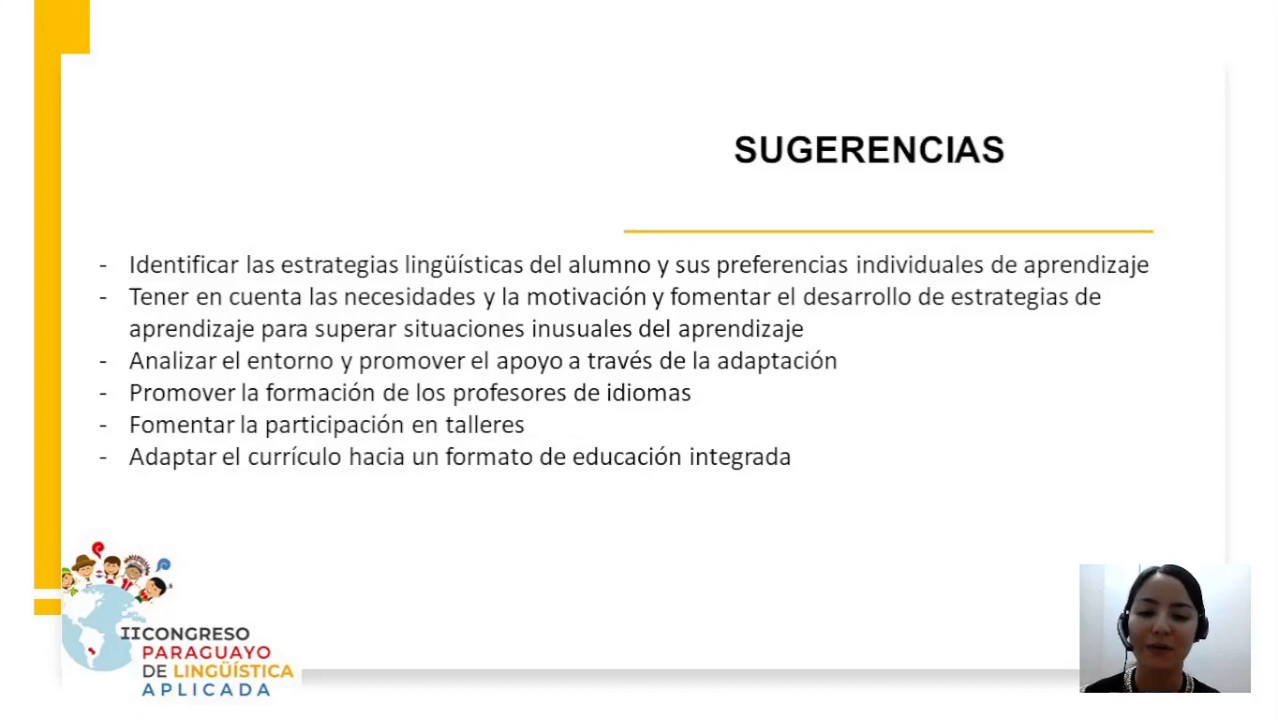 SUGERENCIAS
- Identificar las estrategias lingüísticas del alumno y sus preferencias individuales de aprendizaje
- Tener en cuenta las necesidades y la motivación y fomentar el desarrollo de estrategias de
aprendizaje para superar situaciones inusuales del aprendizaje
- Analizar el entorno y promover el apoyo a través de la adaptación
- Promover la formación de los profesores de idiomas
- Fomentar la participación en talleres
- Adaptar el currículo hacia un formato de educación integrada
II CONGRESO
PARAGUAYO
DE LINGÜÍSTICA
APLICADA